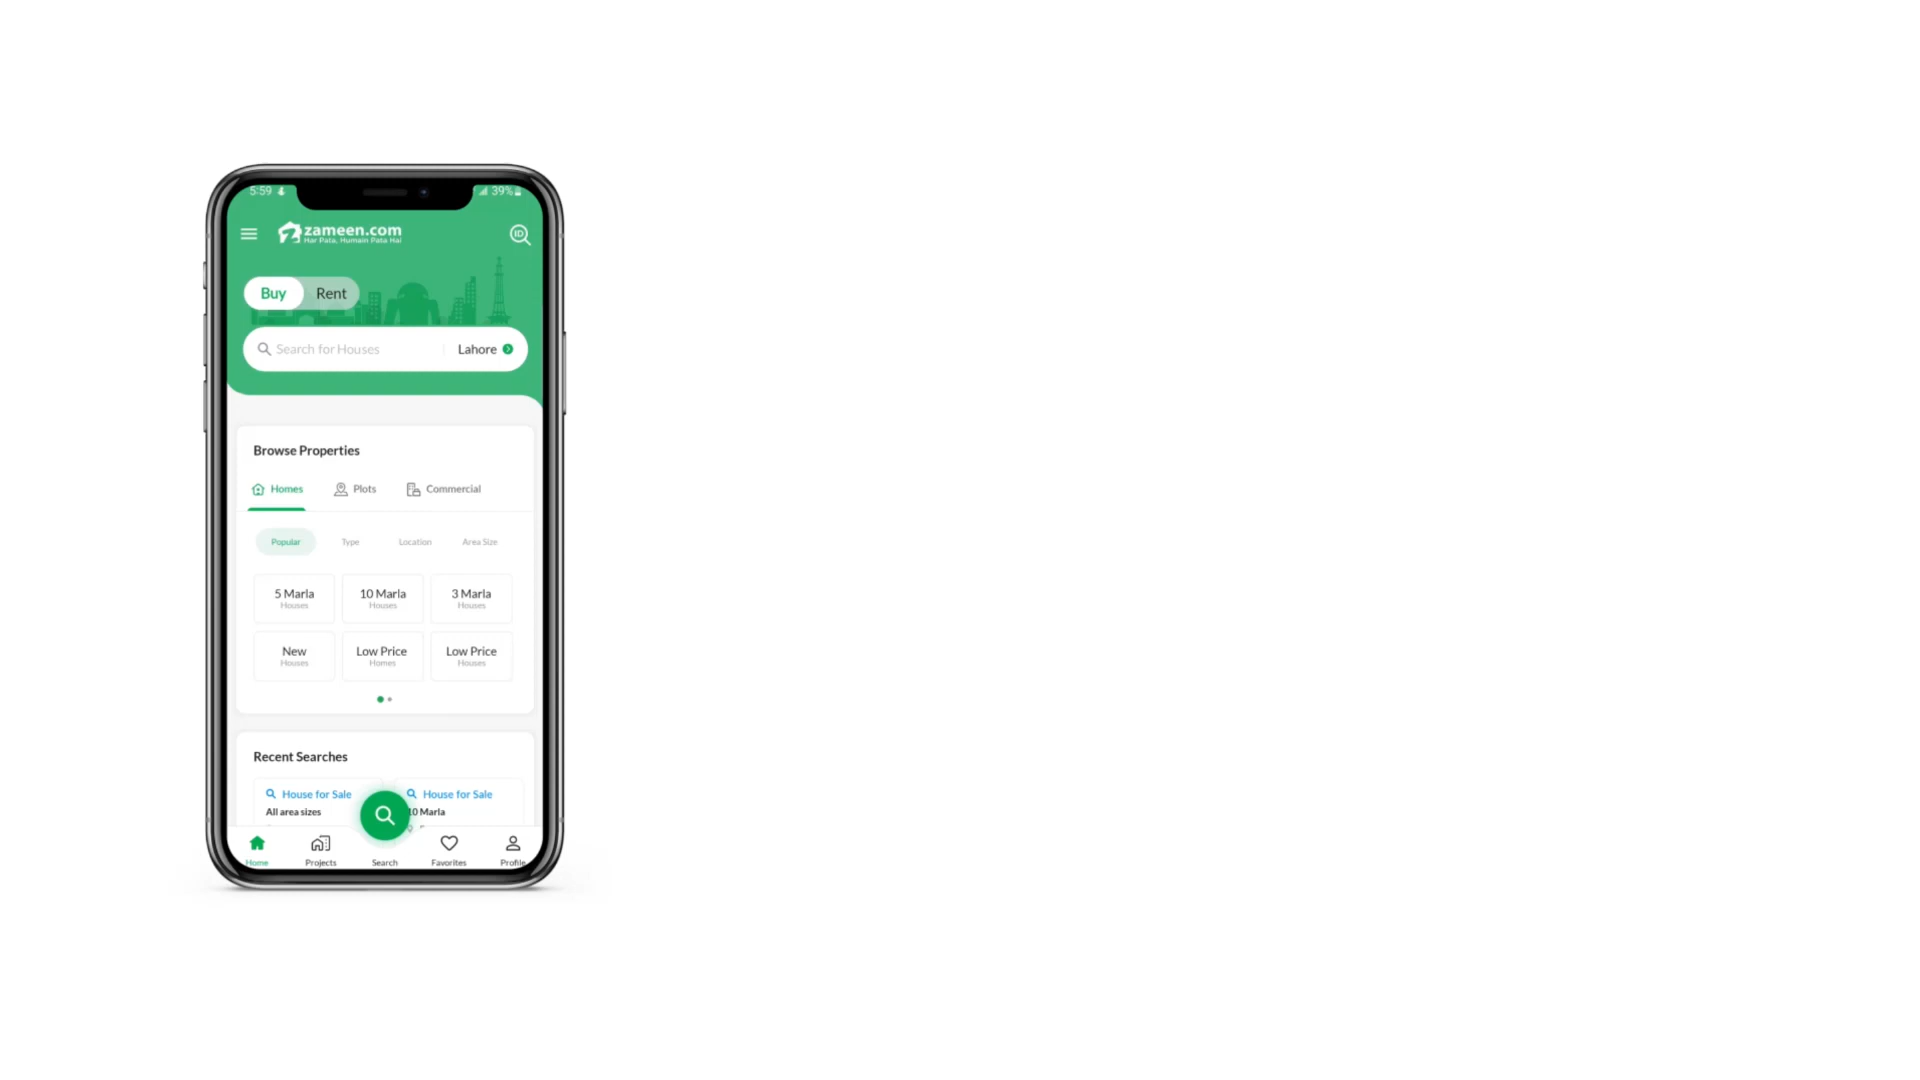 5:59 39%
zameen.com
Har Pata, Humain Pata Hai
ID
Buy Rent
Search for Houses Lahore
Browse Properties
Homes Plots Commercial
Popular Type Location Area Size
5 Marla 10 Marla 3 Marla
Houses Houses Houses
New Low Price Low Price
Houses Homes Houses
Recent Searches
House for Sale House for Sale
All area sizes 10 Marla
Home Projects Search Favorites Profile